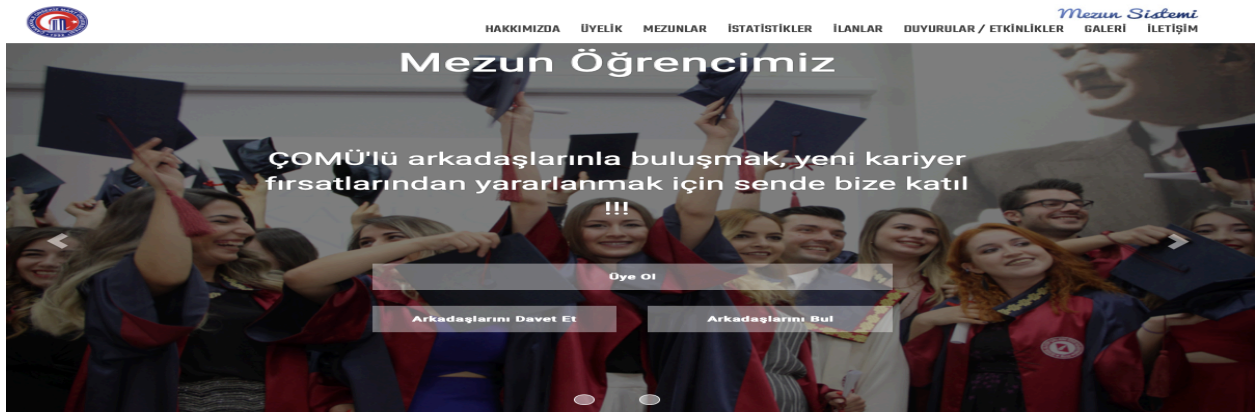 Mezun Sistemi
HAKKIMIZDA ÜYELİK MEZUNLAR İSTATİSTİKLER İLANLAR DUYURULAR / ETKİNLİKLER GALERİ İLETİŞİM
Mezun Öğrencimiz
ÇOMÜ'lü arkadaşlarınla buluşmak, yeni kariyer
fırsatlarından yararlanmak için sende bize katıl
!!!
Üye Ol
Arkadaşlarını Davet Et Arkadaşlarını Bul